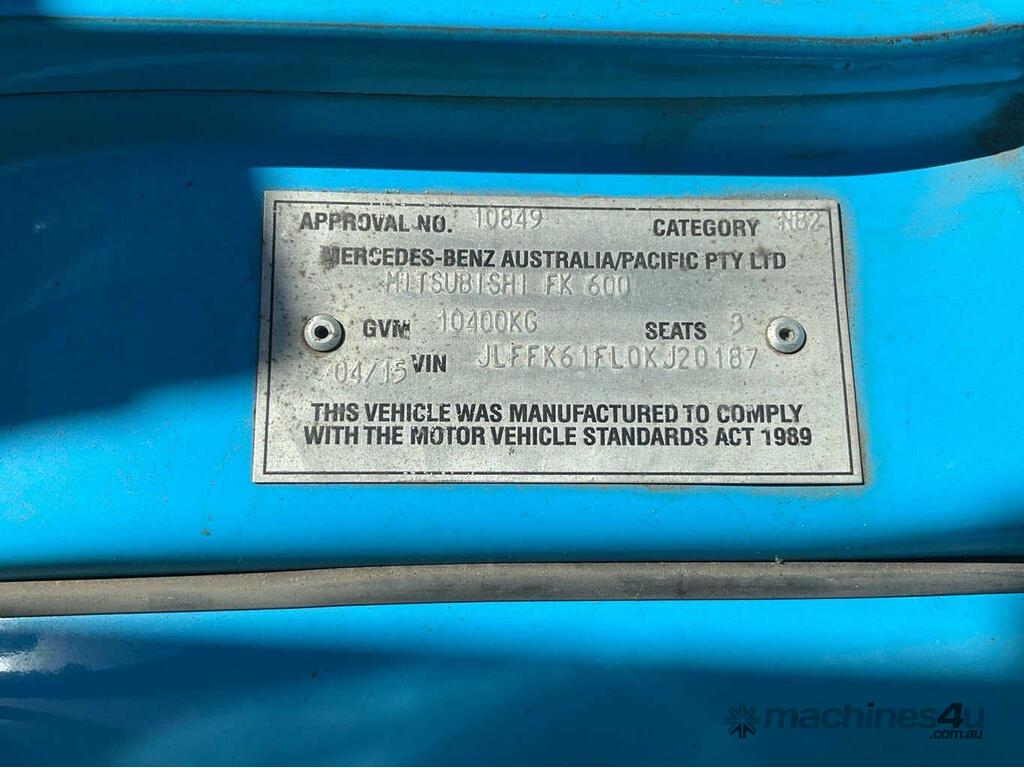 APPROVAL NO. 10849 CATEGORY NB2
MERCEDES-BENZ AUSTRALIA/PACIFIC PTY LTD
MITSUBISHI FK 600
GVM 10400KG SEATS 3
04/15 VIN JLFFK61FL0KJ20187
THIS VEHICLE WAS MANUFACTURED TO COMPLY
WITH THE MOTOR VEHICLE STANDARDS ACT 1989
machines4u
.com.au